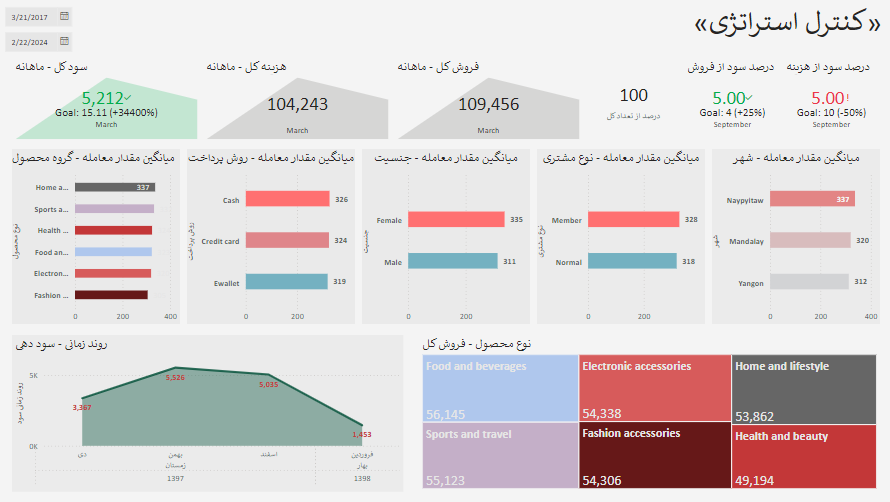 «کنترل استراتژی»
3/21/2017
2/22/2024
درصد سود از هزینه
5.00!
Goal: 10 (-50%)
September
درصد سود از فروش
5.00
Goal: 4 (+25%)
September
100
درصد از تعداد کل
فروش کل - ماهانه
109,456
March
هزینه کل - ماهانه
104,243
March
سود کل - ماهانه
5,212
Goal: 15.11 (+34400%)
March
میانگین مقدار معامله - گروه محصول
نوع محصول
Home a... 337
Sports a...
Health ...
Food an...
Electron...
Fashion ...
0 200 400
میانگین مقدار معامله - روش پرداخت
روش پرداخت
Cash 326
Credit card 324
Ewallet 319
0 200
میانگین مقدار معامله - جنسیت
جنسیت
Female 335
Male 311
0 200
میانگین مقدار معامله - نوع مشتری
نوع مشتری
Member 328
Normal 318
0 200
میانگین مقدار معامله - شهر
شهر
Naypyitaw 337
Mandalay 320
Yangon 312
0 200 400
روند زمانی - سود دهی
روند زمانی سود
5K
0K
3,367
5,526
5,035
1,453
دی بهمن اسفند فروردین
زمستان بهار
1397 1398
نوع محصول - فروش کل
Food and beverages
56,145
Electronic accessories
54,338
Home and lifestyle
53,862
Sports and travel
55,123
Fashion accessories
54,306
Health and beauty
49,194